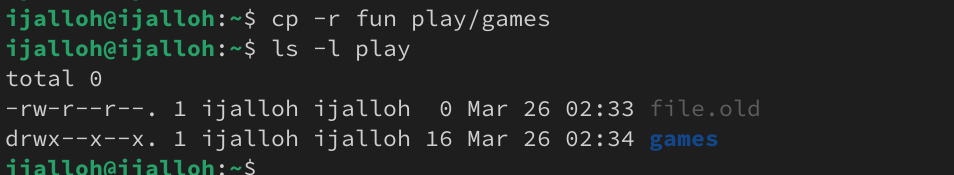 ijalloh@ijalloh:~$ cp -r fun play/games
ijalloh@ijalloh:~$ ls -l play
total 0
-rw-r--r--. 1 ijalloh ijalloh  0 Mar 26 02:33 file.old
drwx--x--x. 1 ijalloh ijalloh 16 Mar 26 02:34 games
ijalloh@ijalloh:~$